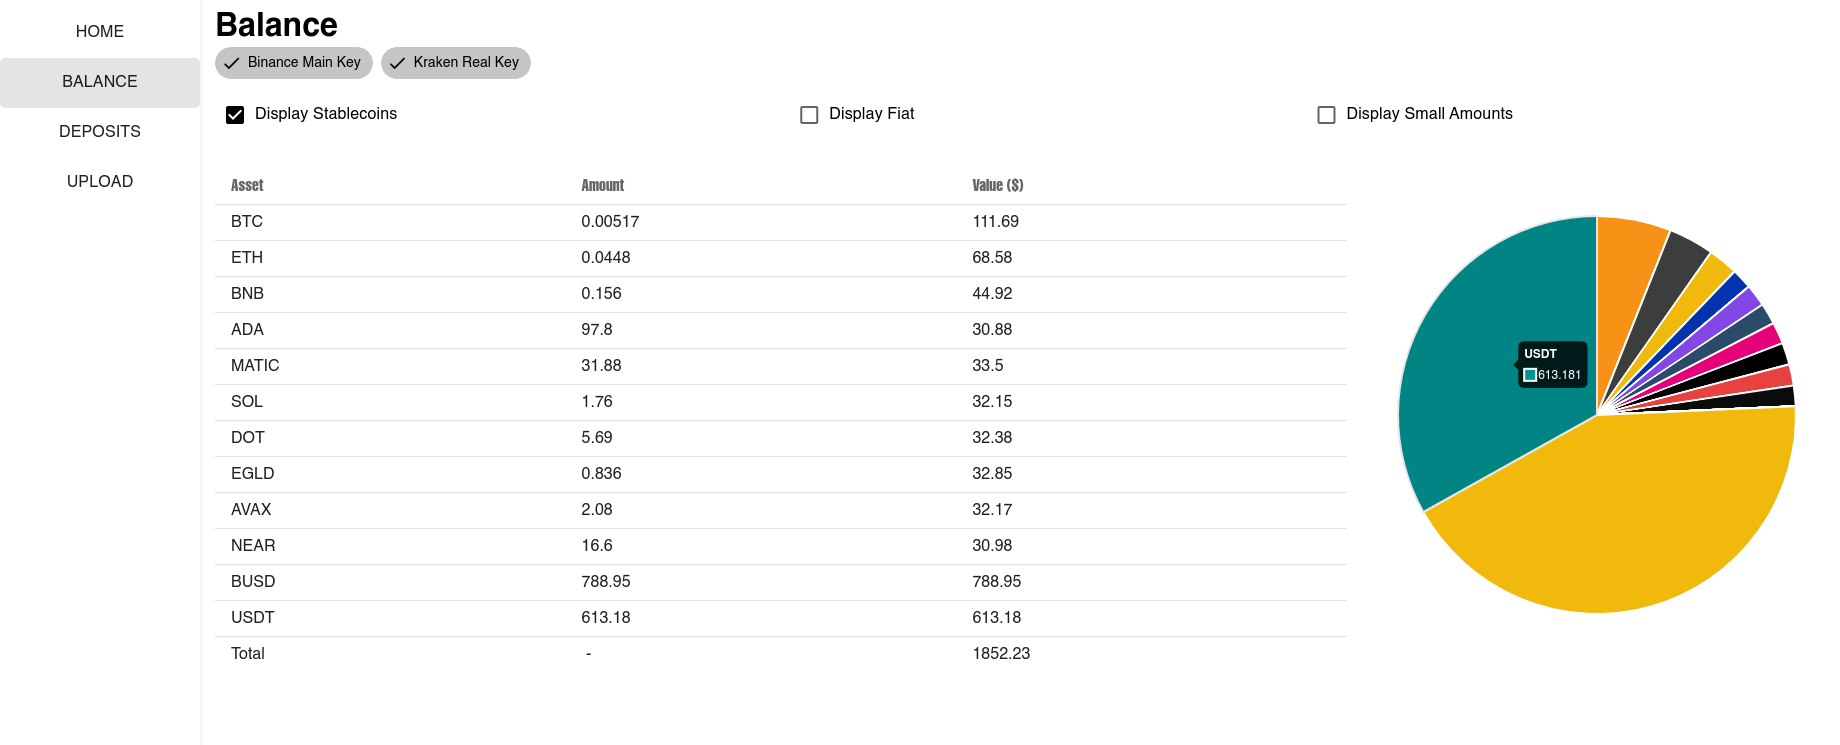 HOME
BALANCE
DEPOSITS
UPLOAD
Balance
Binance Main Key Kraken Real Key
Display Stablecoins Display Fiat Display Small Amounts
Asset Amount Value ($)
BTC 0.00517 111.69
ETH 0.0448 68.58
BNB 0.156 44.92
ADA 97.8 30.88
MATIC 31.88 33.5
SOL 1.76 32.15
DOT 5.69 32.38
EGLD 0.836 32.85
AVAX 2.08 32.17
NEAR 16.6 30.98
BUSD 788.95 788.95
USDT 613.18 613.18
Total - 1852.23
USDT
613.181